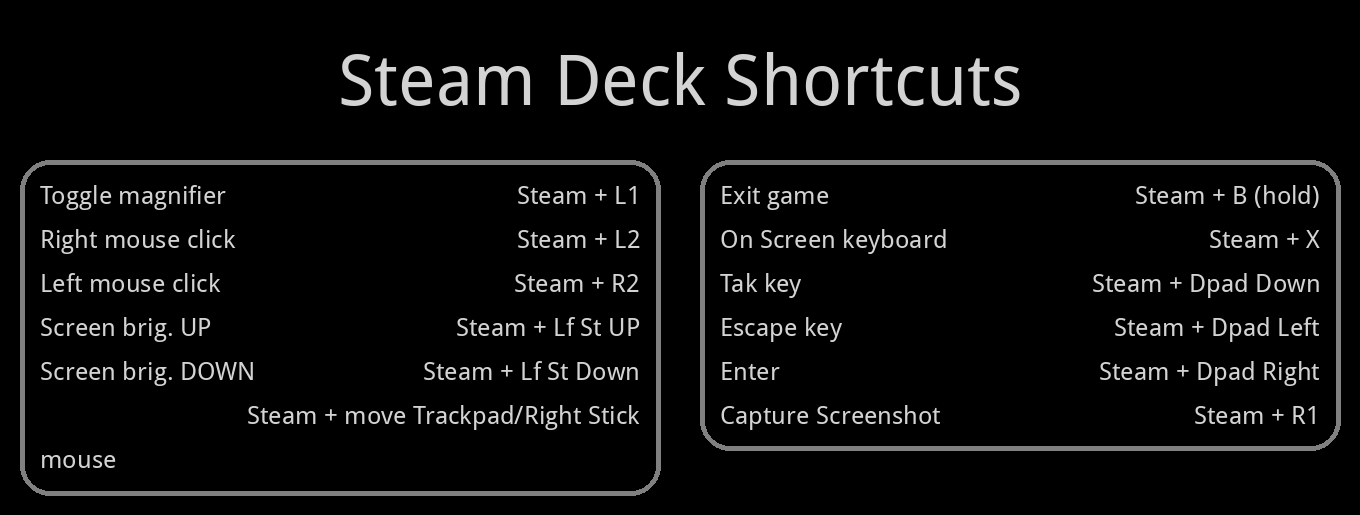 Steam Deck Shortcuts
Toggle magnifier Steam + L1
Right mouse click Steam + L2
Left mouse click Steam + R2
Screen brig. UP Steam + Lf St UP
Screen brig. DOWN Steam + Lf St Down
Steam + move Trackpad/Right Stick
mouse
Exit game Steam + B (hold)
On Screen keyboard Steam + X
Tak key Steam + Dpad Down
Escape key Steam + Dpad Left
Enter Steam + Dpad Right
Capture Screenshot Steam + R1